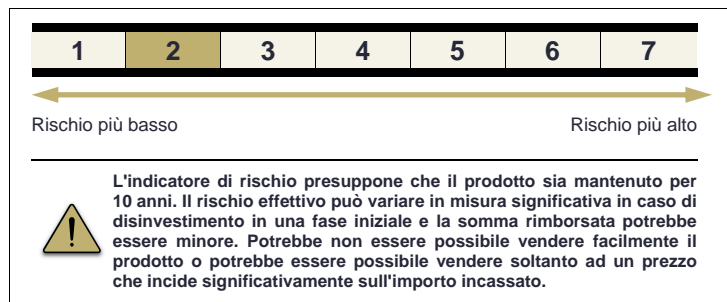 1 2 3 4 5 6 7
Rischio più basso Rischio più alto
L'indicatore di rischio presuppone che il prodotto sia mantenuto per
10 anni. Il rischio effettivo può variare in misura significativa in caso di
disinvestimento in una fase iniziale e la somma rimborsata potrebbe
essere minore. Potrebbe non essere possibile vendere facilmente il
prodotto o potrebbe essere possibile vendere soltanto ad un prezzo
che incide significativamente sull'importo incassato.